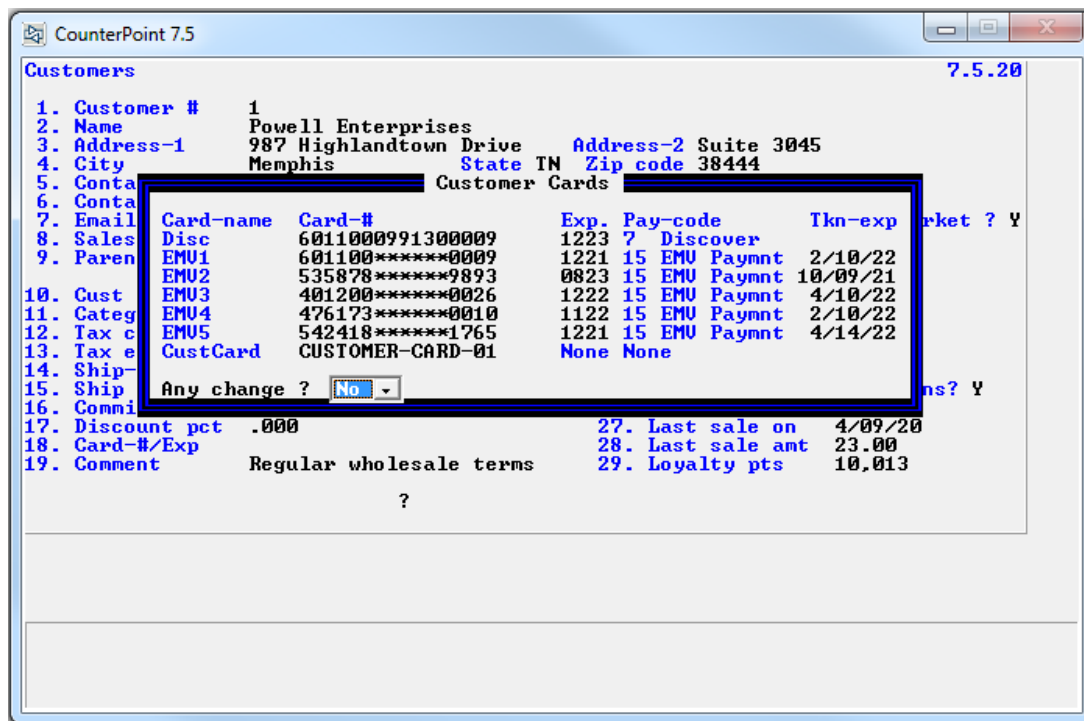 CounterPoint 7.5
Customers 7.5.20
1. Customer # 1
2. Name Powell Enterprises
3. Address-1 987 Highlandtown Drive Address-2 Suite 3045
4. City Memphis State TN Zip code 38444
5. Conta
Customer Cards
6. Conta
7. Email Card-name Card-# Exp. Pay-code Tkn-exp rket ? Y
8. Sales Disc 6011000991300009 1223 7 Discover
9. Paren EMV1 601100******0009 1221 15 EMV Paymnt 2/10/22
EMV2 535878******9893 0823 15 EMV Paymnt 10/09/21
10. Cust EMV3 401200******0026 1222 15 EMV Paymnt 4/10/22
11. Categ EMV4 476173******0010 1122 15 EMV Paymnt 2/10/22
12. Tax c EMV5 542418******1765 1221 15 EMV Paymnt 4/14/22
13. Tax e CustCard CUSTOMER-CARD-01 None None
14. Ship-
15. Ship Any change ? No ns? Y
16. Commi
17. Discount pct .000 27. Last sale on 4/09/20
18. Card-#/Exp 28. Last sale amt 23.00
19. Comment Regular wholesale terms 29. Loyalty pts 10,013
?